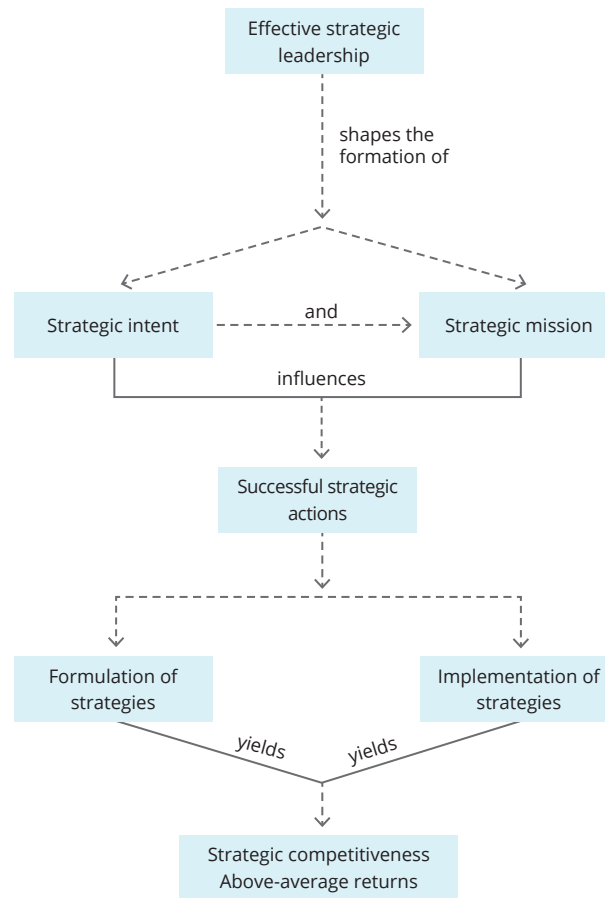 Effective strategic
leadership
shapes the
formation of
Strategic intent
and
Strategic mission
influences
Successful strategic
actions
Formulation of
strategies
Implementation of
strategies
yields
yields
Strategic competitiveness
Above-average returns